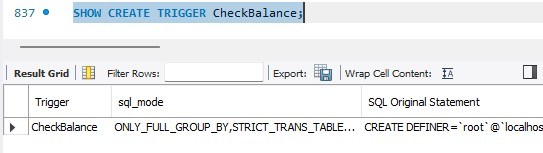 837 SHOW CREATE TRIGGER CheckBalance;
Result Grid Filter Rows: Export: Wrap Cell Content: IA
Trigger sql_mode SQL Original Statement
CheckBalance ONLY_FULL_GROUP_BY,STRICT_TRANS_TABLE... CREATE DEFINER=`root`@`localhos